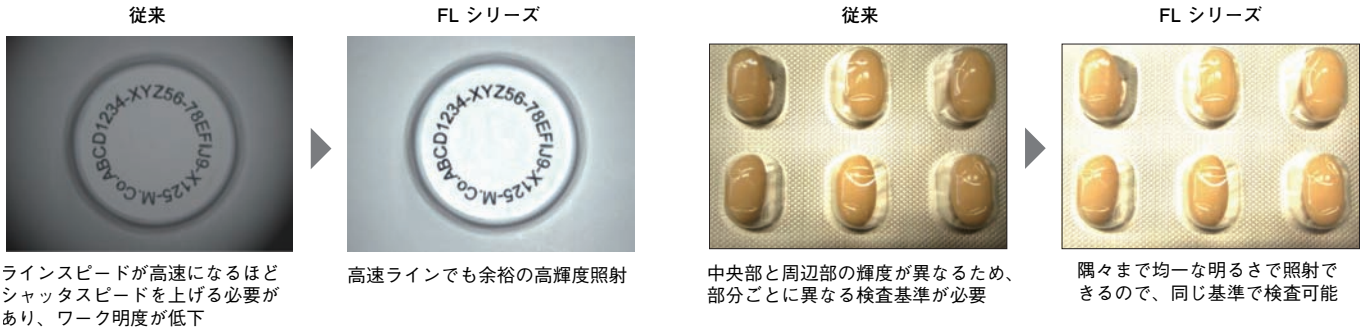 従来
FL シリーズ
従来
FL シリーズ
ABCD1234-XYZ56-78EFIJ9-X125-M.Co.
ABCD1234-XYZ56-78EFIJ9-X125-M.Co.
ラインスピードが高速になるほど
シャッタスピードを上げる必要が
あり、ワーク明度が低下
高速ラインでも余裕の高輝度照射
中央部と周辺部の輝度が異なるため、
部分ごとに異なる検査基準が必要
隅々まで均一な明るさで照射で
きるので、同じ基準で検査可能